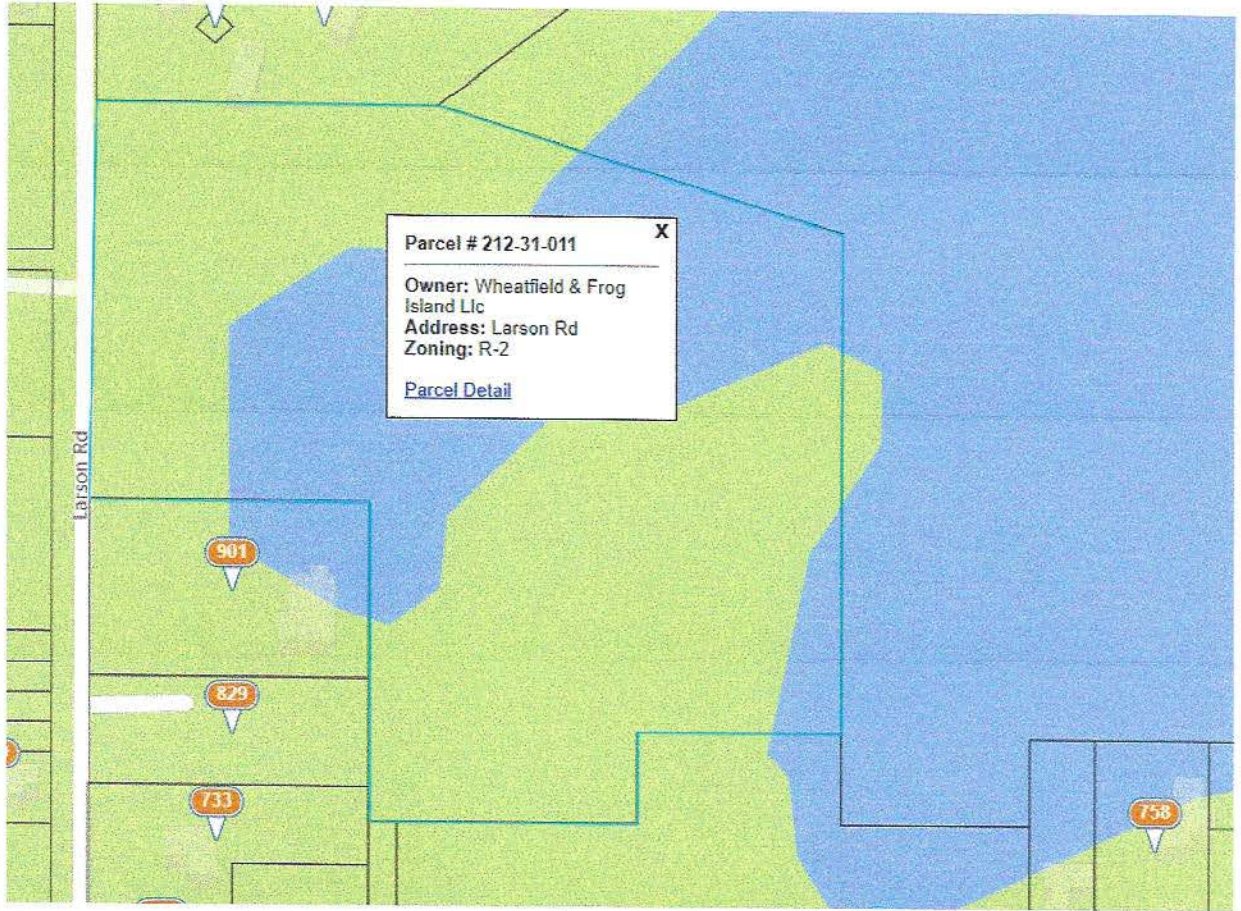 Parcel # 212-31-011
X
Owner: Wheatfield & Frog
Island Llc
Address: Larson Rd
Zoning: R-2
Parcel Detail
Larson Rd
901
829
733
758